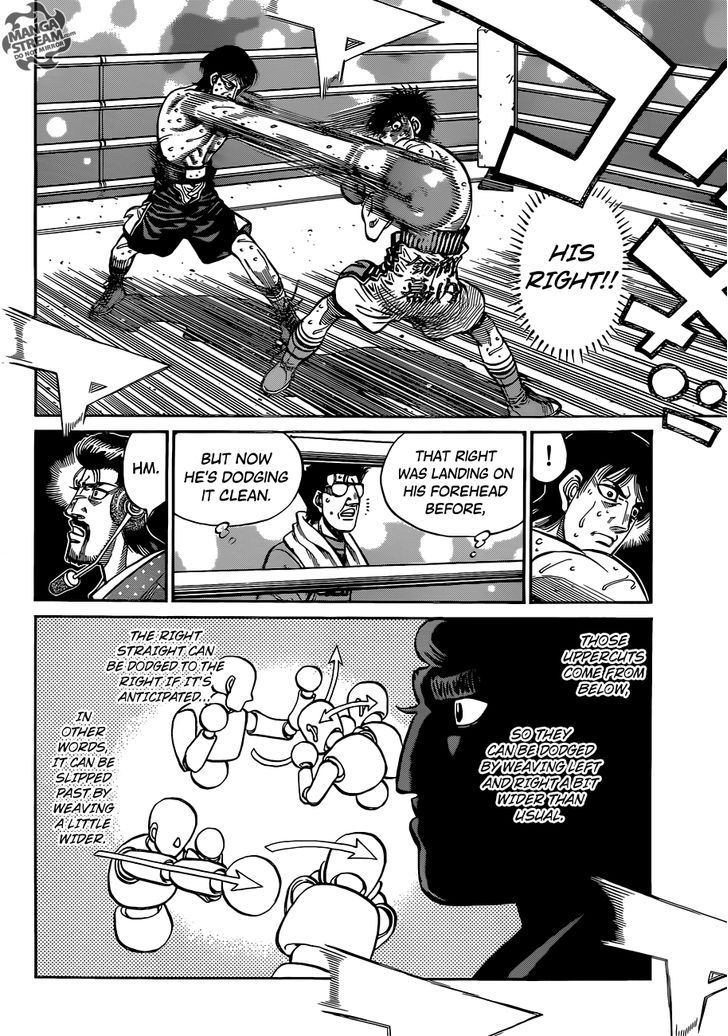 MANGA
STREAM.com
DO NOT MIRROR!
HIS
RIGHT!!
!
THAT RIGHT
WAS LANDING ON
HIS FOREHEAD
BEFORE,
BUT NOW
HE'S DODGING
IT CLEAN.
HM.
THOSE
UPPERCUTS
COME FROM
BELOW,
SO THEY
CAN BE DODGED
BY WEAVING LEFT
AND RIGHT A BIT
WIDER THAN
USUAL.
THE RIGHT
STRAIGHT CAN
BE DODGED TO THE
RIGHT IF IT'S
ANTICIPATED...
IN
OTHER
WORDS,
IT CAN BE
SLIPPED
PAST BY
WEAVING
A LITTLE
WIDER.